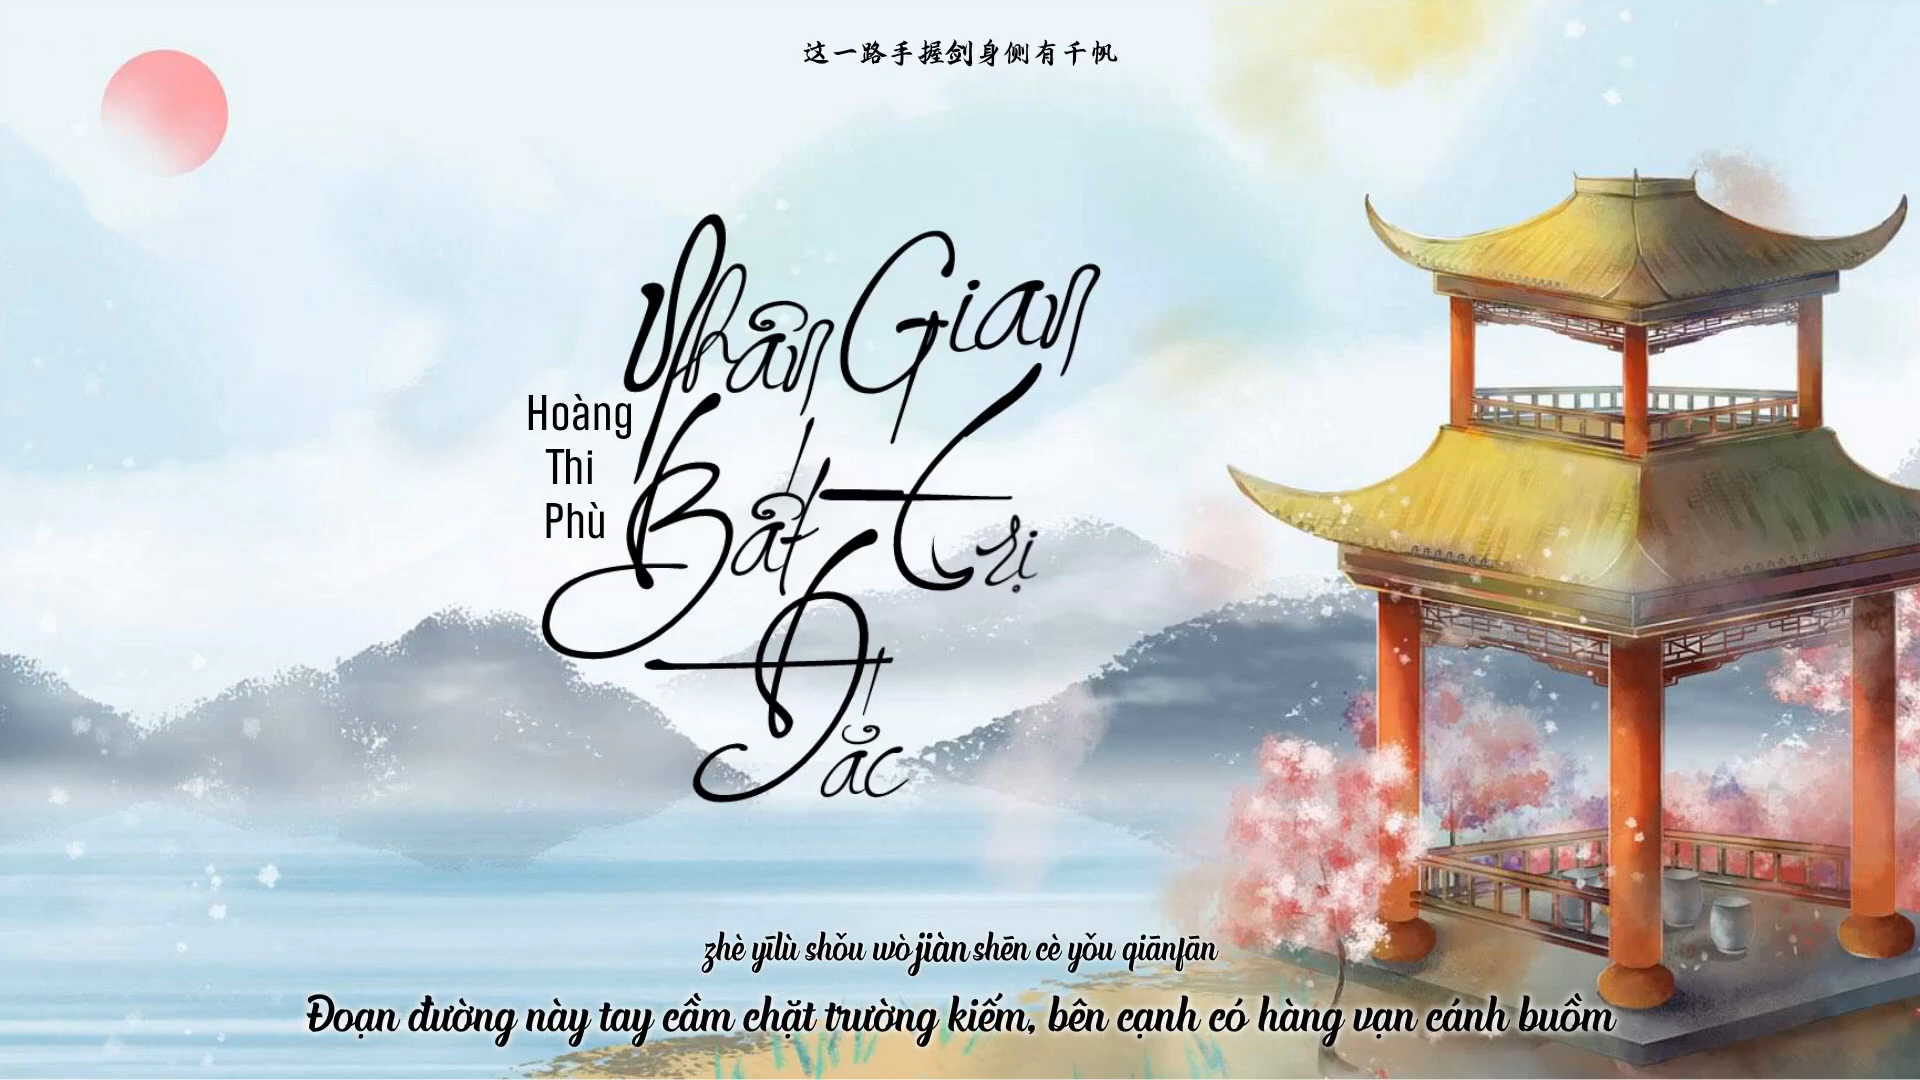 这一路手握剑身侧有千帆
Nhân Gian
Hoàng
Thi
Phù
Bất Trị
Đắc
zhè yīlù shǒu wò jiàn shēn cè yǒu qiānfān
Đoạn đường này tay cầm chặt trường kiếm, bên cạnh có hàng vạn cánh buồm